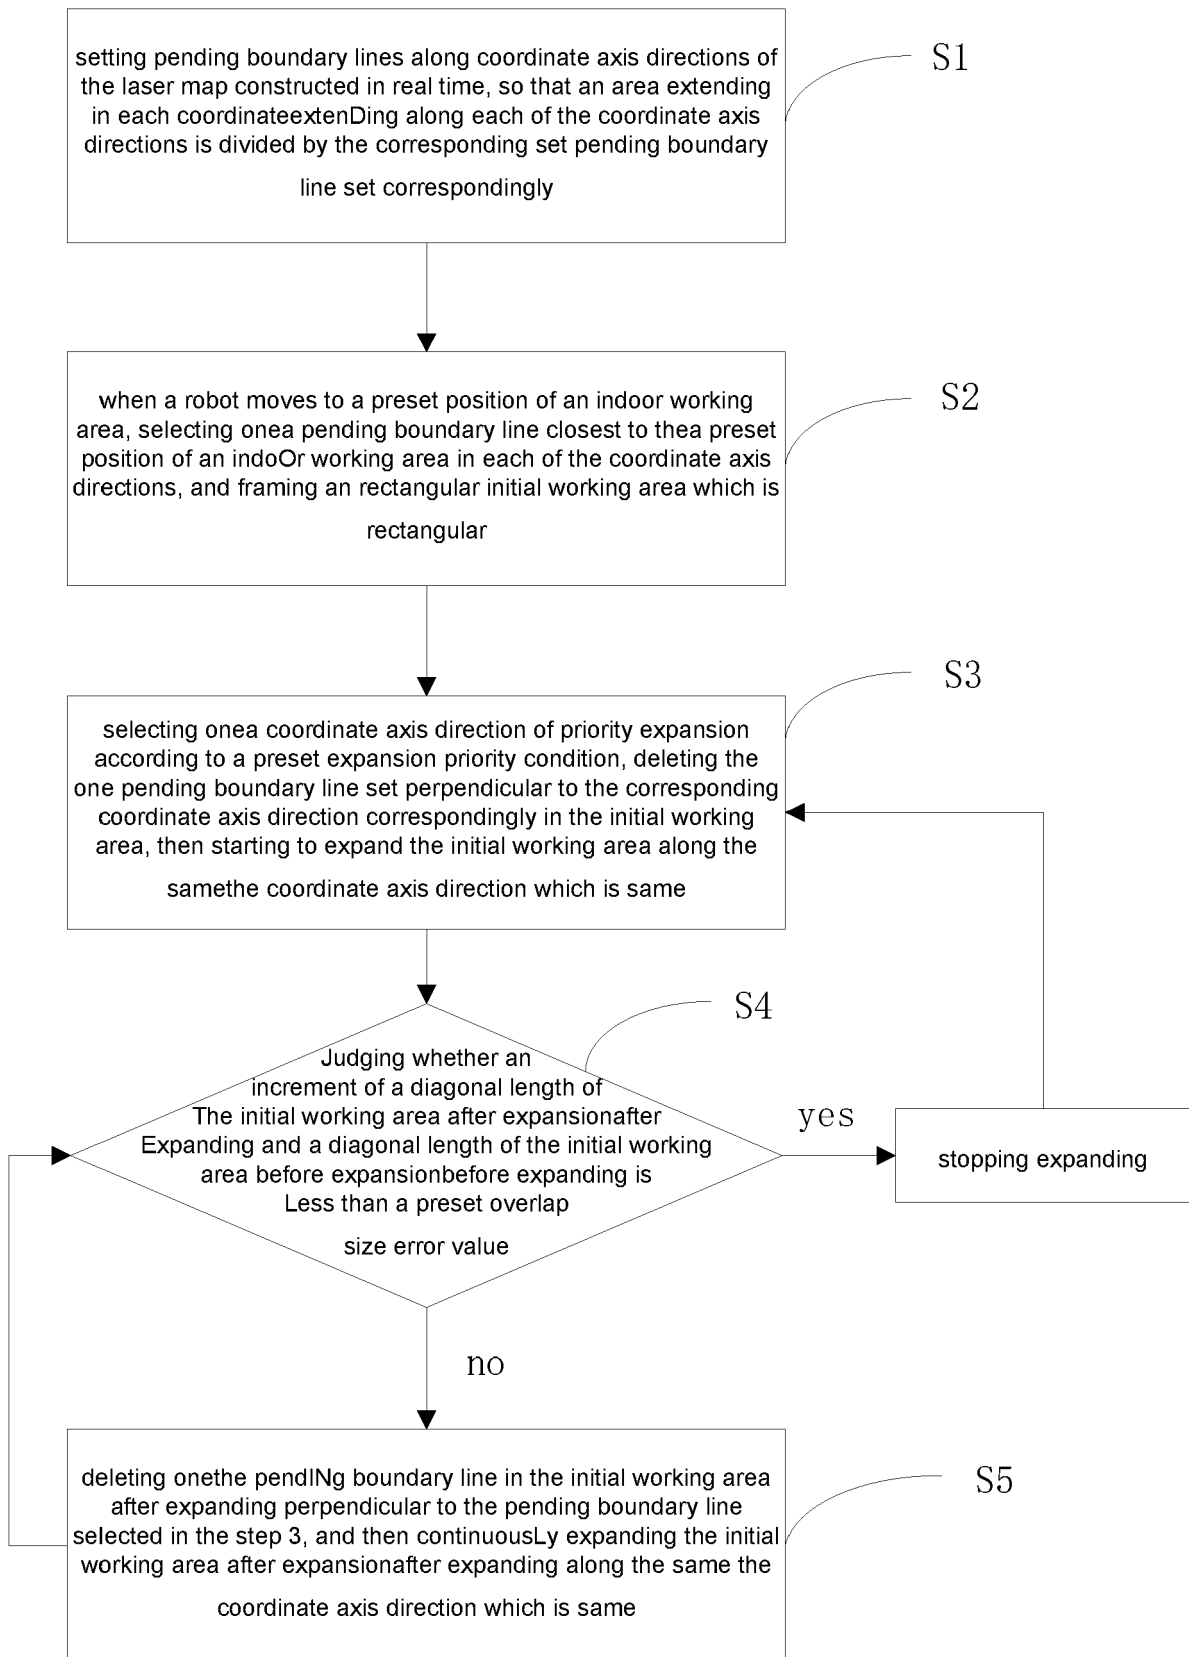 setting pending boundary lines along coordinate axis directions of
the laser map constructed in real time, so that an area extending
in each coordinateextenDing along each of the coordinate axis
directions is divided by the corresponding set pending boundary
line set correspondingly
S1
when a robot moves to a preset position of an indoor working
area, selecting onea pending boundary line closest to thea preset
position of an indoOr working area in each of the coordinate axis
directions, and framing an rectangular initial working area which is
rectangular
S2
selecting onea coordinate axis direction of priority expansion
according to a preset expansion priority condition, deleting the
one pending boundary line set perpendicular to the corresponding
coordinate axis direction correspondingly in the initial working
area, then starting to expand the initial working area along the
samethe coordinate axis direction which is same
S3
Judging whether an
increment of a diagonal length of
The initial working area after expansionafter
Expanding and a diagonal length of the initial working
area before expansionbefore expanding is
Less than a preset overlap
size error value
S4
yes
stopping expanding
no
deleting onethe pendINg boundary line in the initial working area
after expanding perpendicular to the pending boundary line
selected in the step 3, and then continuousLy expanding the initial
working area after expansionafter expanding along the same the
coordinate axis direction which is same
S5